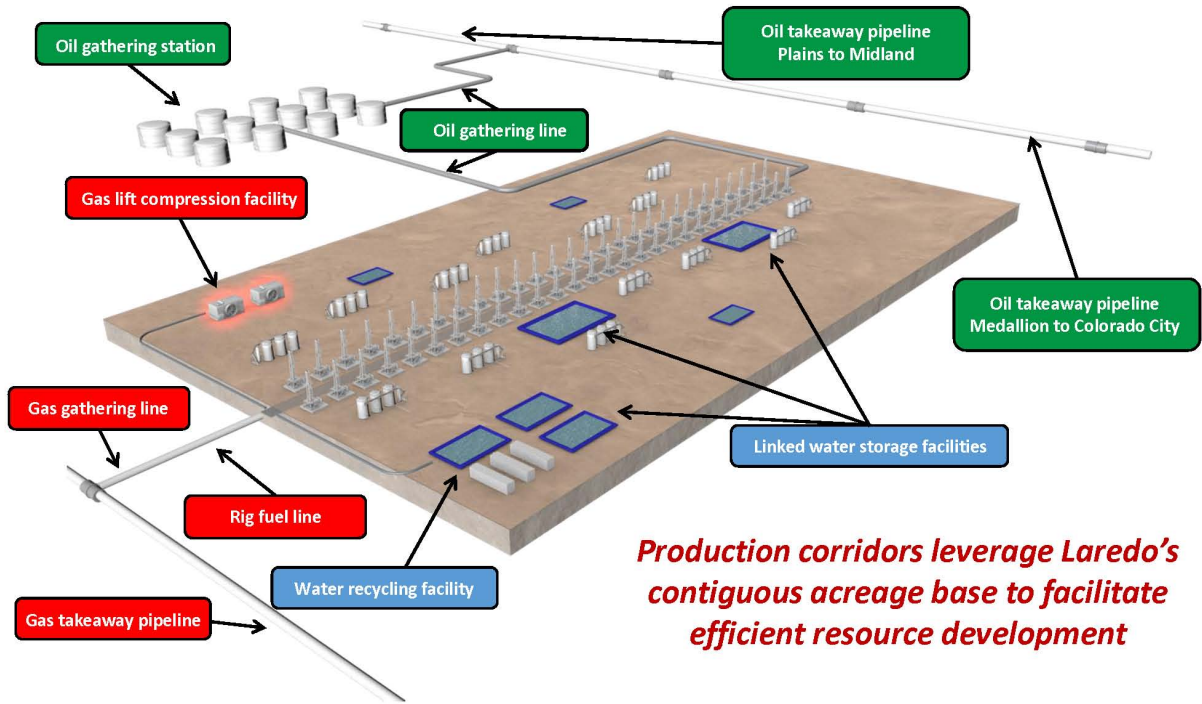 Oil gathering station
Oil takeaway pipeline
Plains to Midland
Oil gathering line
Gas lift compression facility
Oil takeaway pipeline
Medallion to Colorado City
Gas gathering line
Linked water storage facilities
Rig fuel line
Water recycling facility
Gas takeaway pipeline
Production corridors leverage Laredo's
contiguous acreage base to facilitate
efficient resource development